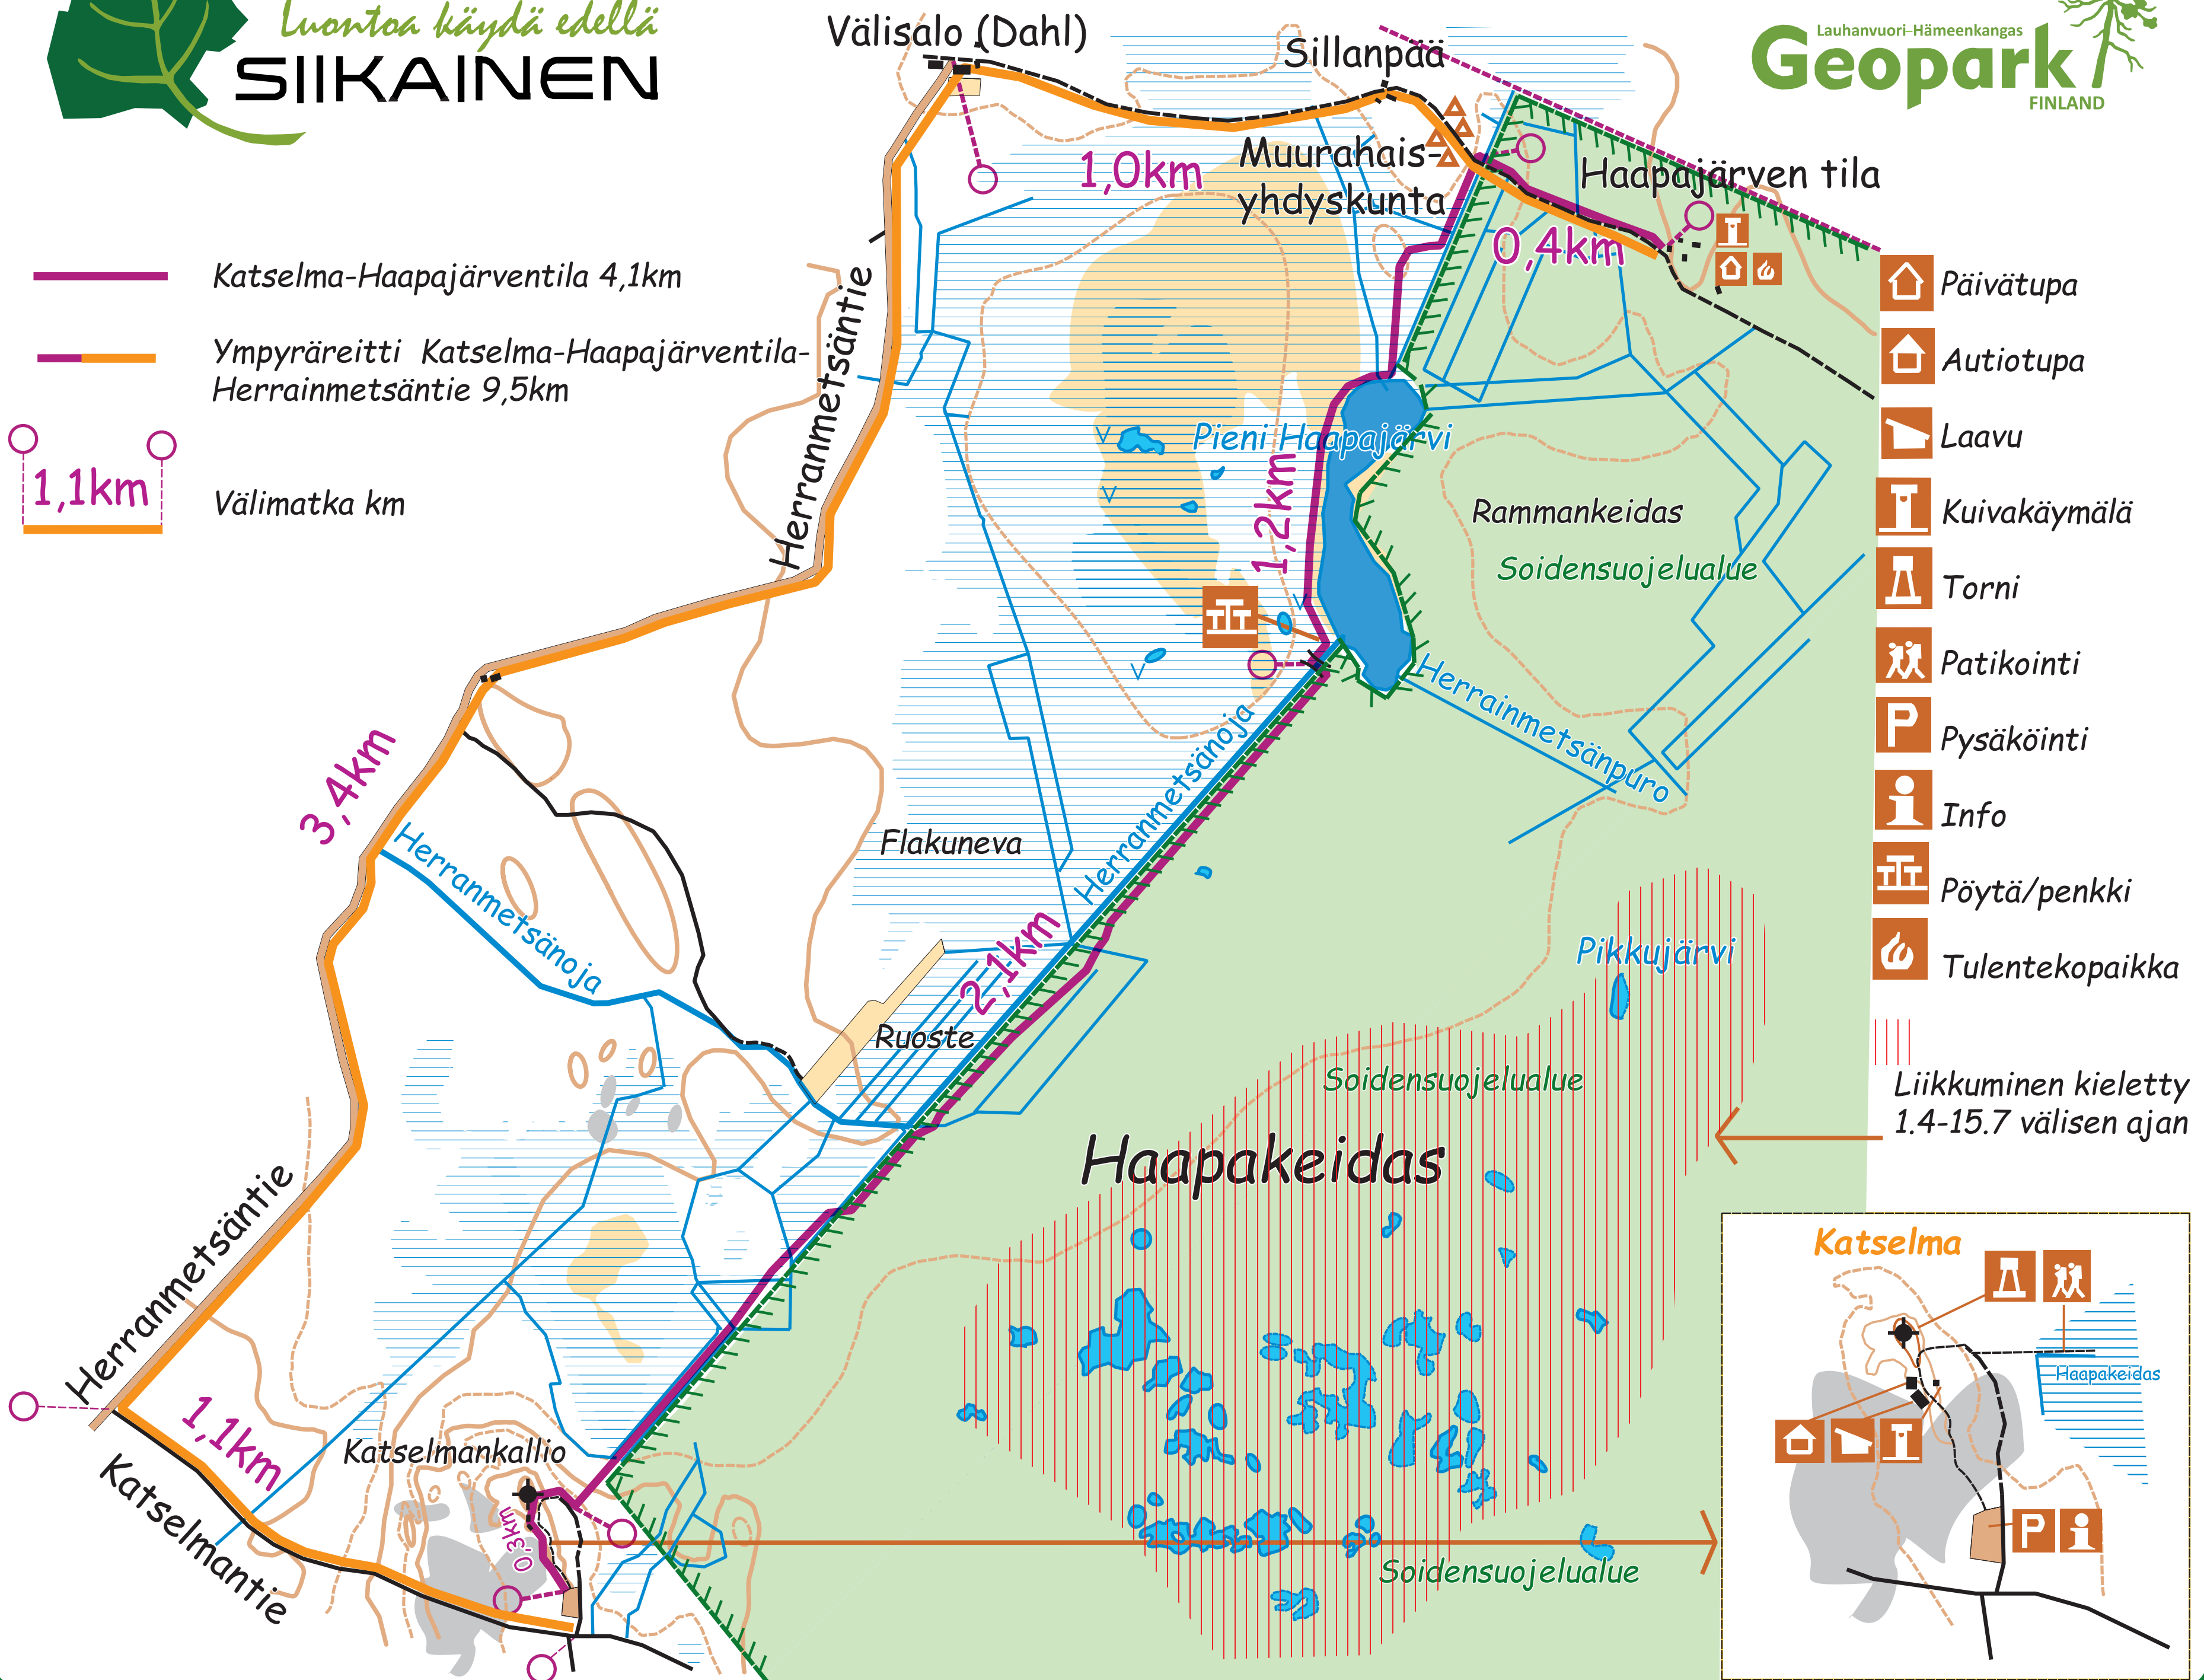 Luontoa käydä edellä
SIIKAINEN
Lauhanvuori-Hämeenkangas
Geopark
FINLAND
Katselma-Haapajärventila 4,1km
Ympyräreitti Katselma-Haapajärventila-
Herrainmetsäntie 9,5km
1,1km
Välimatka km
Välisalo (Dahl)
Sillanpää
1,0km
Muurahais-
yhdyskunta
Haapajärven tila
0,4km
Herranmetsäntie
Pieni Haapajärvi
1,2km
Rammankeidas
Soidensuojelualue
Herrainmetsänpuro
Herranmetsänoja
3,4km
Herranmetsänoja
Flakuneva
2,1km
Ruoste
Pikkujärvi
Soidensuojelualue
Haapakeidas
Herranmetsäntie
1,1km
Katselmantie
Katselmankallio
0,3km
Soidensuojelualue
Päivätupa
Autiotupa
Laavu
Kuivakäymälä
Torni
Patikointi
P
Pysäköinti
Info
Pöytä/penkki
Tulentekopaikka
Liikkuminen kieletty
1.4-15.7 välisen ajan
Katselma
Haapakeidas
P